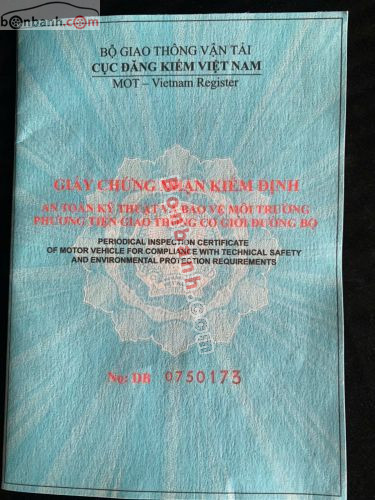 bonbanh.com
BỘ GIAO THÔNG VẬN TẢI
CỤC ĐĂNG KIỂM VIỆT NAM
MOT – Vietnam Register
GIẤY CHỨNG NHẬN KIỂM ĐỊNH
AN TOÀN KỸ THUẬT VÀ BẢO VỆ MÔI TRƯỜNG
PHƯƠNG TIỆN GIAO THÔNG CƠ GIỚI ĐƯỜNG BỘ
PERIODICAL INSPECTION CERTIFICATE
OF MOTOR VEHICLE FOR COMPLIANCE WITH TECHNICAL SAFETY
AND ENVIRONMENTAL PROTECTION REQUIREMENTS
Bonbanh.com
No: DB 0750173